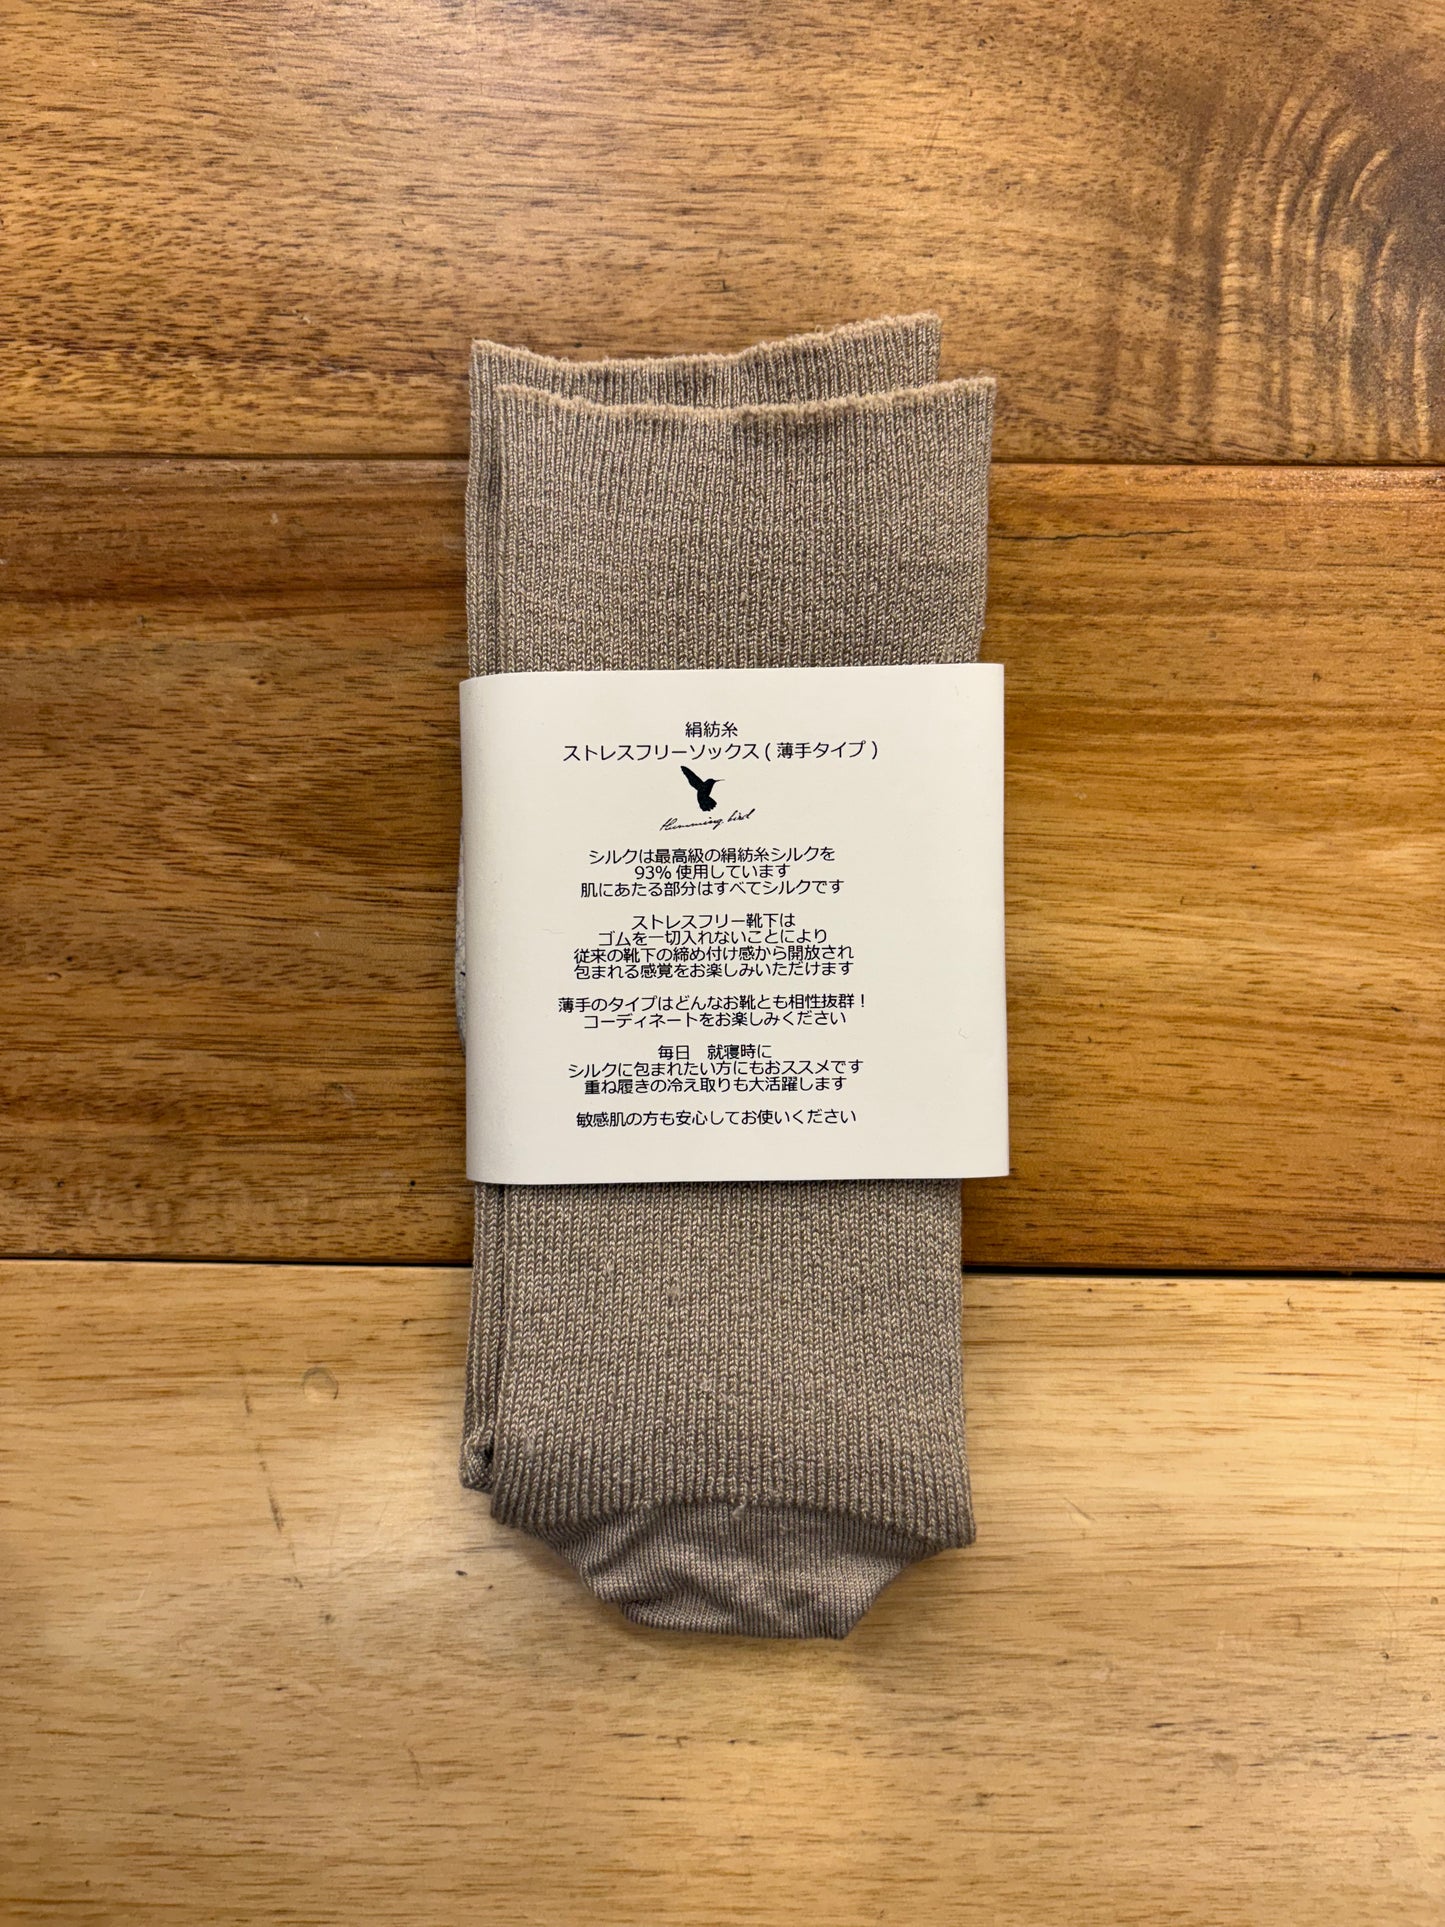 絹紡糸
ストレスフリーソックス(薄手タイプ)
Humming bird
シルクは最高級の絹紡糸シルクを
93%使用しています
肌にあたる部分はすべてシルクです
ストレスフリー靴下は
ゴムを一切入れないことにより
従来の靴下の締め付け感から開放され
包まれる感覚をお楽しみいただけます
薄手のタイプはどんなお靴とも相性抜群!
コーディネートをお楽しみください
毎日　就寝時に
シルクに包まれたい方にもおススメです
重ね履きの冷え取りも大活躍します
敏感肌の方も安心してお使いください